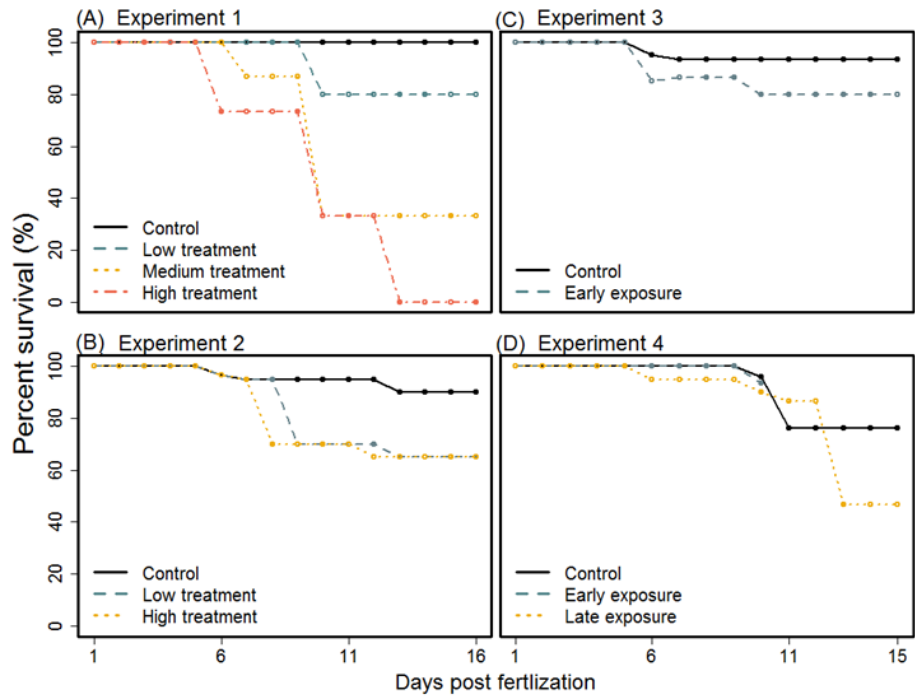 (A) Experiment 1
(C) Experiment 3
Percent survival (%)
100
80
60
40
20
0
Control
Low treatment
Medium treatment
High treatment
Control
Early exposure
(B) Experiment 2
(D) Experiment 4
100
80
60
40
20
0
Control
Low treatment
High treatment
Control
Early exposure
Late exposure
1 6 11 16
1 6 11 15
Days post fertlization